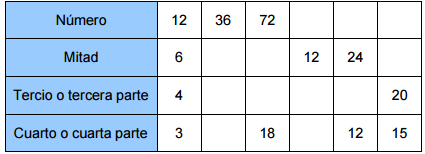 Número 12 36 72
Mitad 6 12 24
Tercio o tercera parte 4 20
Cuarto o cuarta parte 3 18 12 15